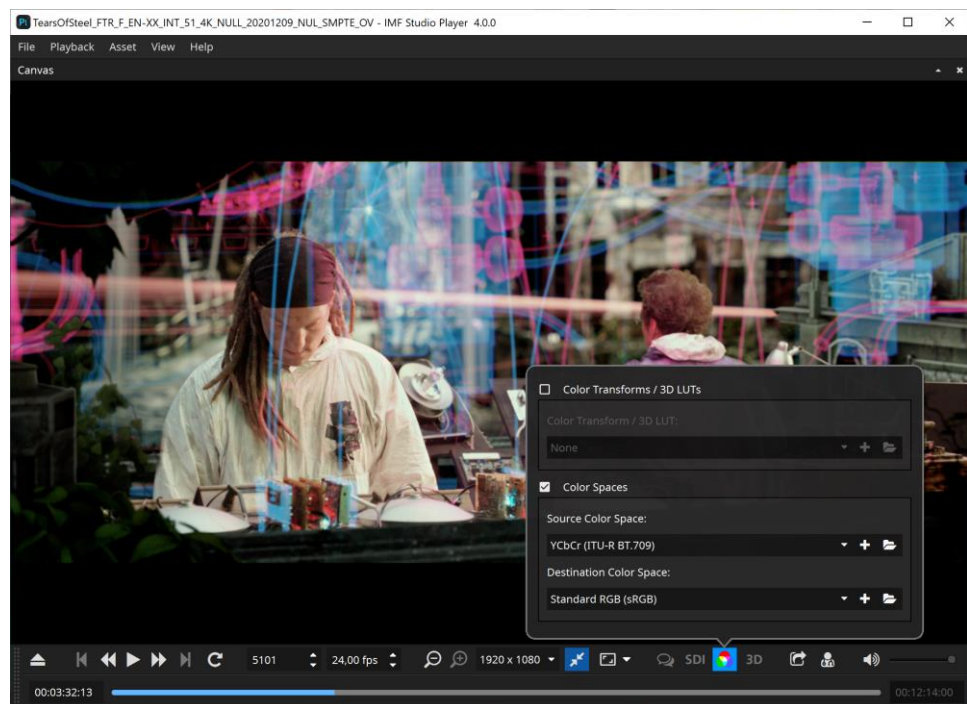 Pt TearsOfSteel_FTR_F_EN-XX_INT_51_4K_NULL_20201209_NUL_SMPTE_OV - IMF Studio Player 4.0.0
File Playback Asset View Help
Canvas
Color Transforms / 3D LUTs
Color Transform / 3D LUT:
None
Color Spaces
Source Color Space:
YCbCr (ITU-R BT.709)
Destination Color Space:
Standard RGB (sRGB)
5101 24,00 fps 1920 x 1080 SDI 3D
00:03:32:13 00:12:14:00